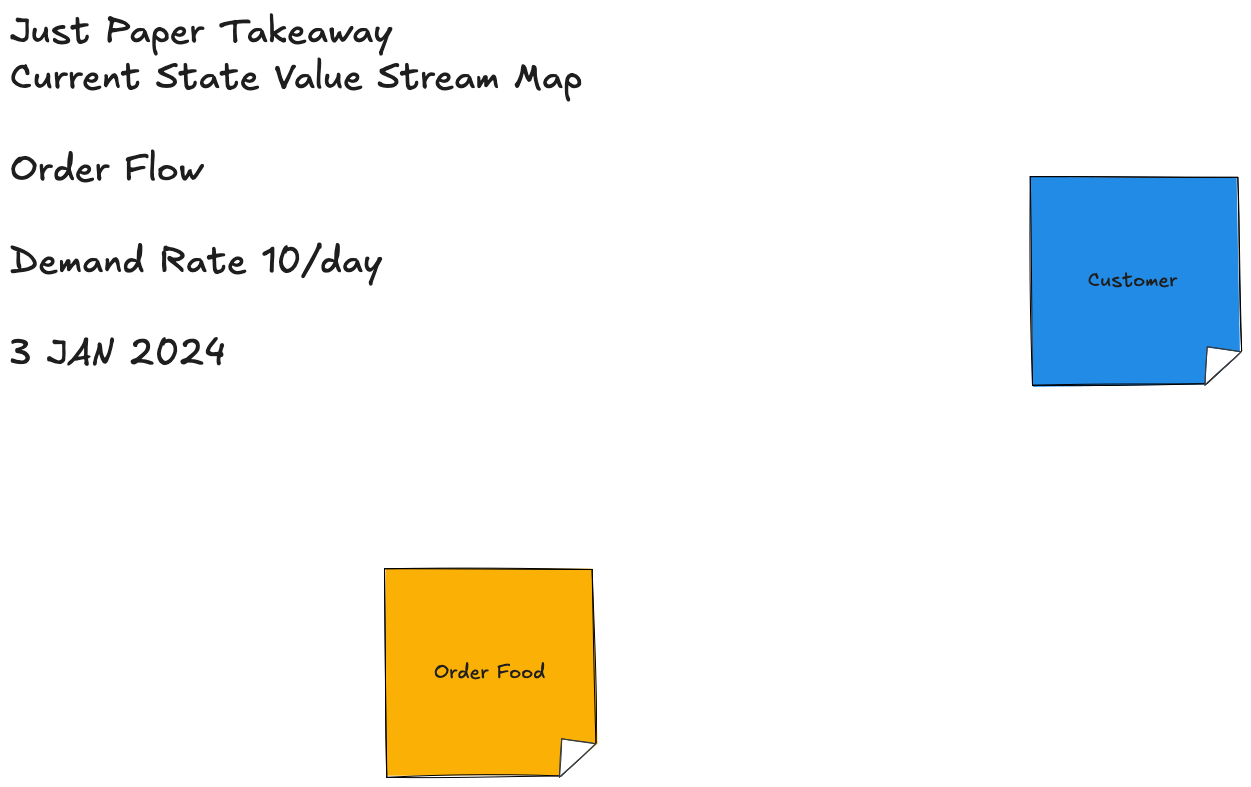 Just Paper Takeaway
Current State Value Stream Map
Order Flow
Demand Rate 10/day
3 JAN 2024
Customer
Order Food